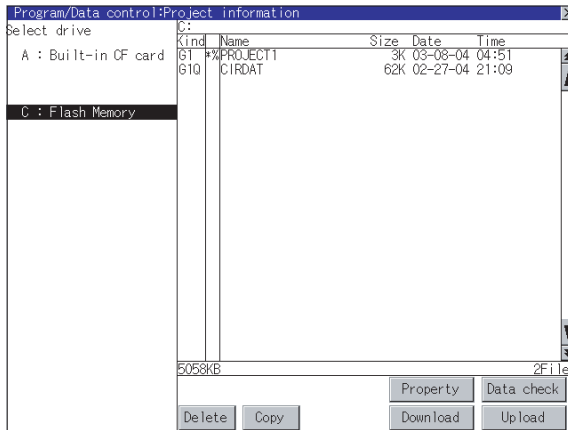 Program/Data control:Project information
Select drive
A : Built-in CF card
C : Flash Memory
C:
Kind Name Size Date Time
G1 *%PROJECT1 3K 03-08-04 04:51
G1Q CIRDAT 62K 02-27-04 21:09
5058KB 2File
Property Data check
Delete Copy Download Upload